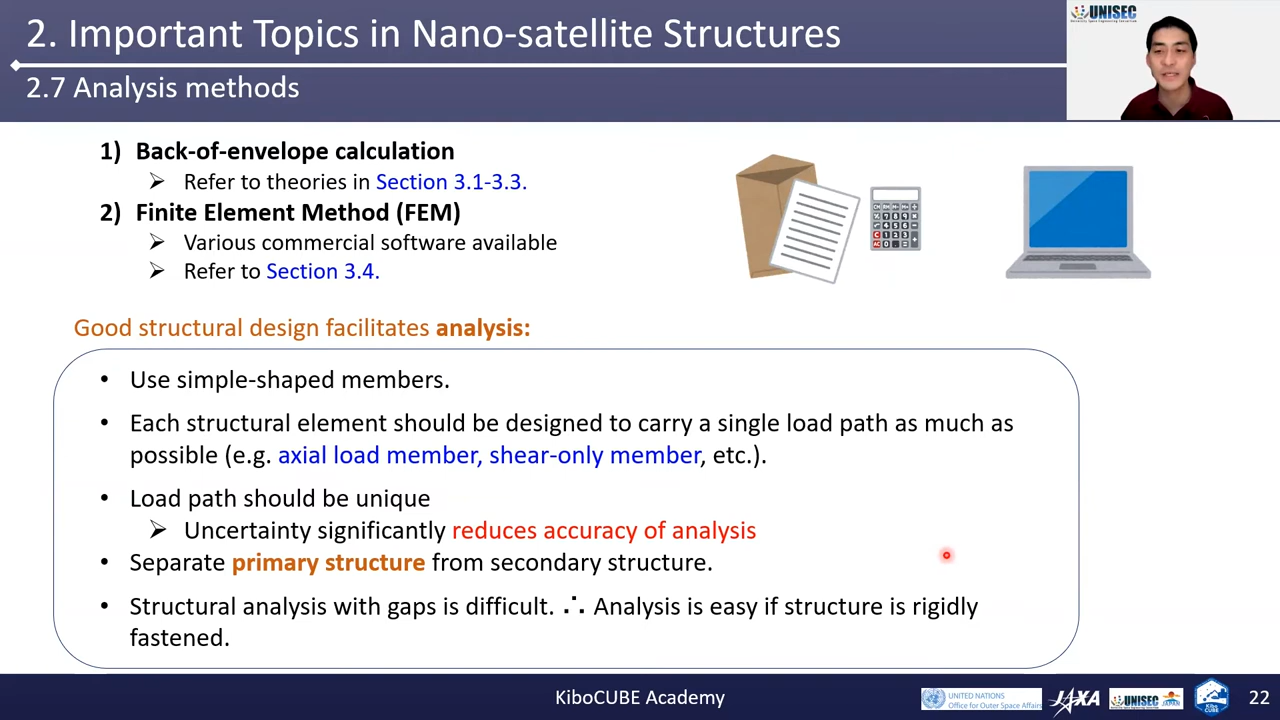 2. Important Topics in Nano-satellite Structures
2.7 Analysis methods
UNISEC
1) Back-of-envelope calculation
➢ Refer to theories in Section 3.1-3.3.
2) Finite Element Method (FEM)
➢ Various commercial software available
➢ Refer to Section 3.4.
Good structural design facilitates analysis:
• Use simple-shaped members.
• Each structural element should be designed to carry a single load path as much as
possible (e.g. axial load member, shear-only member, etc.).
• Load path should be unique
➢ Uncertainty significantly reduces accuracy of analysis
• Separate primary structure from secondary structure.
• Structural analysis with gaps is difficult. ∴ Analysis is easy if structure is rigidly
fastened.
KiboCUBE Academy
UNITED NATIONS
Office for Outer Space Affairs
JAXA
UNISEC
JAPAN
Kibo
CUBE
22